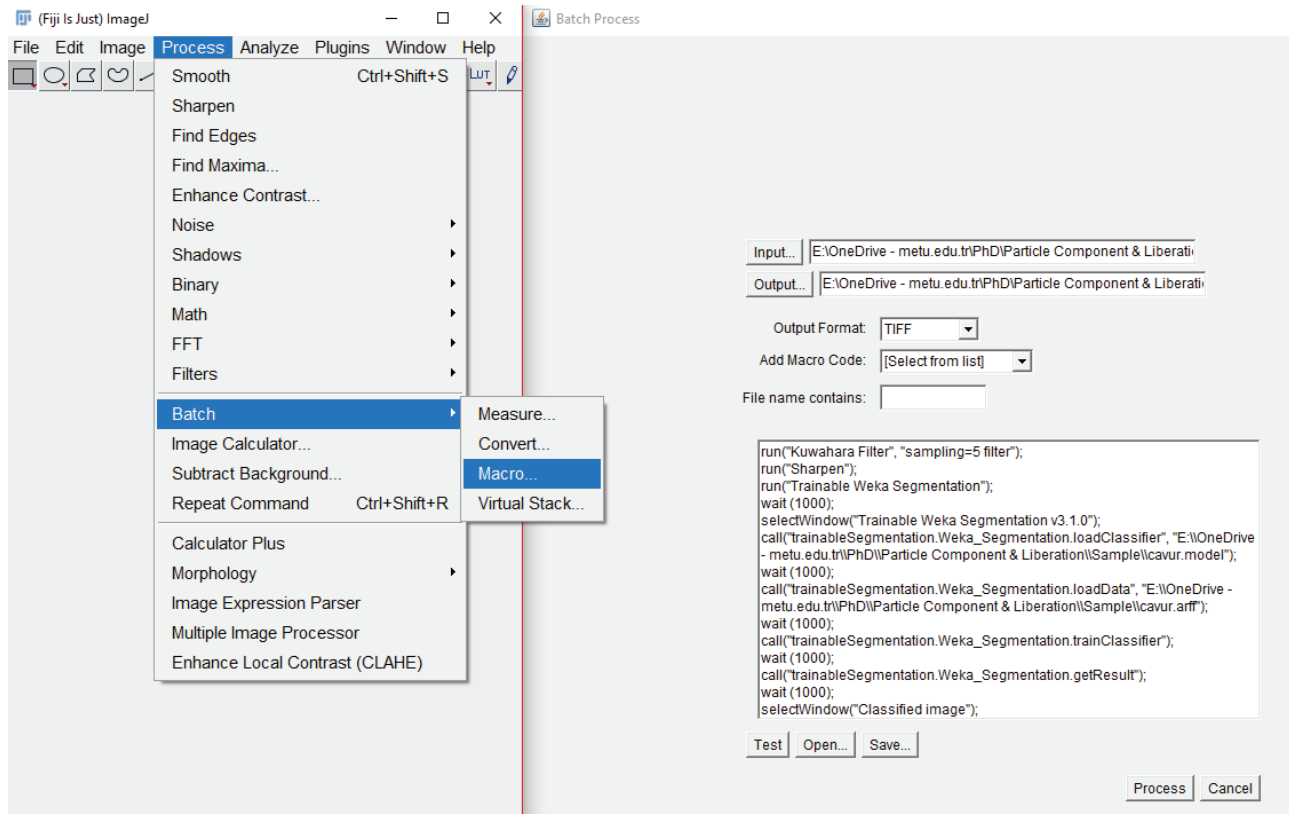 (Fiji Is Just) ImageJ
File Edit Image Process Analyze Plugins Window Help
LUT
Smooth Ctrl+Shift+S
Sharpen
Find Edges
Find Maxima...
Enhance Contrast...
Noise
Shadows
Binary
Math
FFT
Filters
Batch
Image Calculator...
Subtract Background...
Repeat Command Ctrl+Shift+R
Calculator Plus
Morphology
Image Expression Parser
Multiple Image Processor
Enhance Local Contrast (CLAHE)
Measure...
Convert...
Macro...
Virtual Stack...
Batch Process
Input... E:\OneDrive - metu.edu.tr\PhD\Particle Component & Liberati
Output... E:\OneDrive - metu.edu.tr\PhD\Particle Component & Liberati
Output Format: TIFF
Add Macro Code: [Select from list]
File name contains:
run("Kuwahara Filter", "sampling=5 filter");
run("Sharpen");
run("Trainable Weka Segmentation");
wait (1000);
selectWindow("Trainable Weka Segmentation v3.1.0");
call("trainableSegmentation.Weka_Segmentation.loadClassifier", "E:\\OneDrive
- metu.edu.tr\\PhD\\Particle Component & Liberation\\Sample\\cavur.model");
wait (1000);
call("trainableSegmentation.Weka_Segmentation.loadData", "E:\\OneDrive -
metu.edu.tr\\PhD\\Particle Component & Liberation\\Sample\\cavur.arff");
wait (1000);
call("trainableSegmentation.Weka_Segmentation.trainClassifier");
wait (1000);
call("trainableSegmentation.Weka_Segmentation.getResult");
wait (1000);
selectWindow("Classified image");
Test Open... Save...
Process Cancel